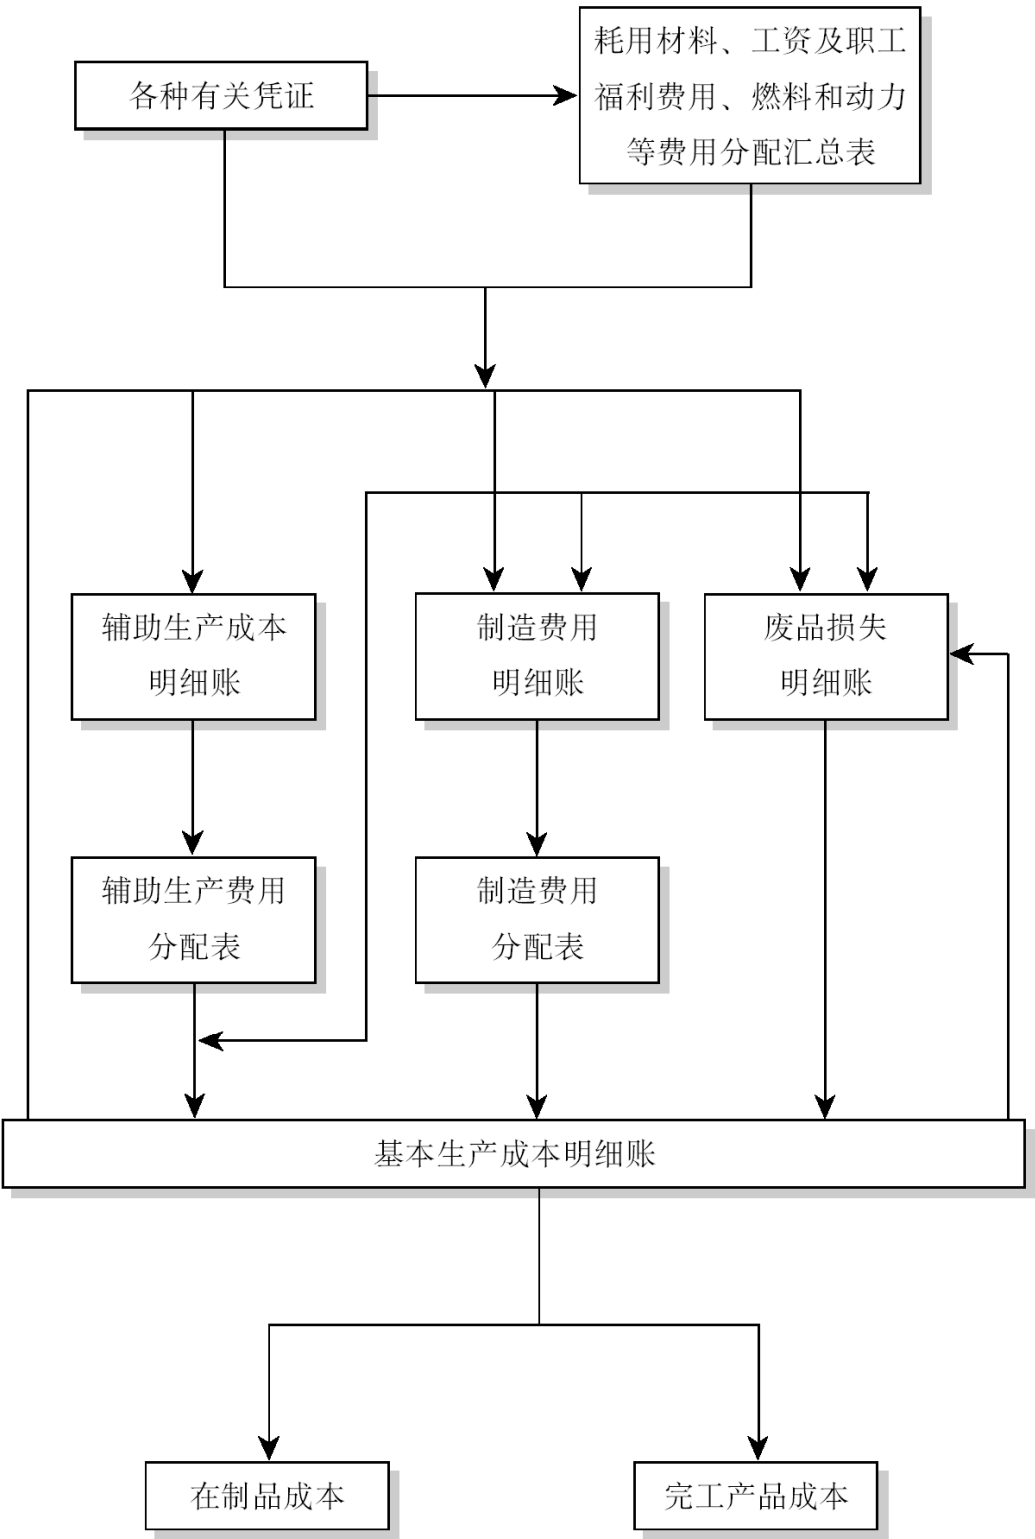 各种有关凭证
耗用材料、工资及职工
福利费用、燃料和动力
等费用分配汇总表
辅助生产成本
明细账
制造费用
明细账
废品损失
明细账
辅助生产费用
分配表
制造费用
分配表
基本生产成本明细账
在制品成本
完工产品成本